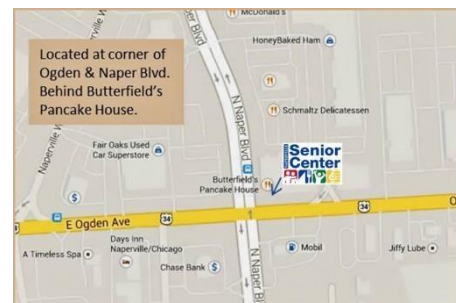 McDonald's
Blvd
HoneyBaked Ham
Located at corner of
Ogden & Naper Blvd.
Behind Butterfield's
Pancake House.
Schmaltz Delicatessen
Naperville W
N Naper Blvd
Fair Oaks Used
Car Superstore
Senior
Center
Butterfield's
Pancake House
$
34
34
O
E Ogden Ave
A Timeless Spa
Days Inn
Naperville/Chicago
Mobil
Jiffy Lube
Chase Bank
$
N Naper Blvd